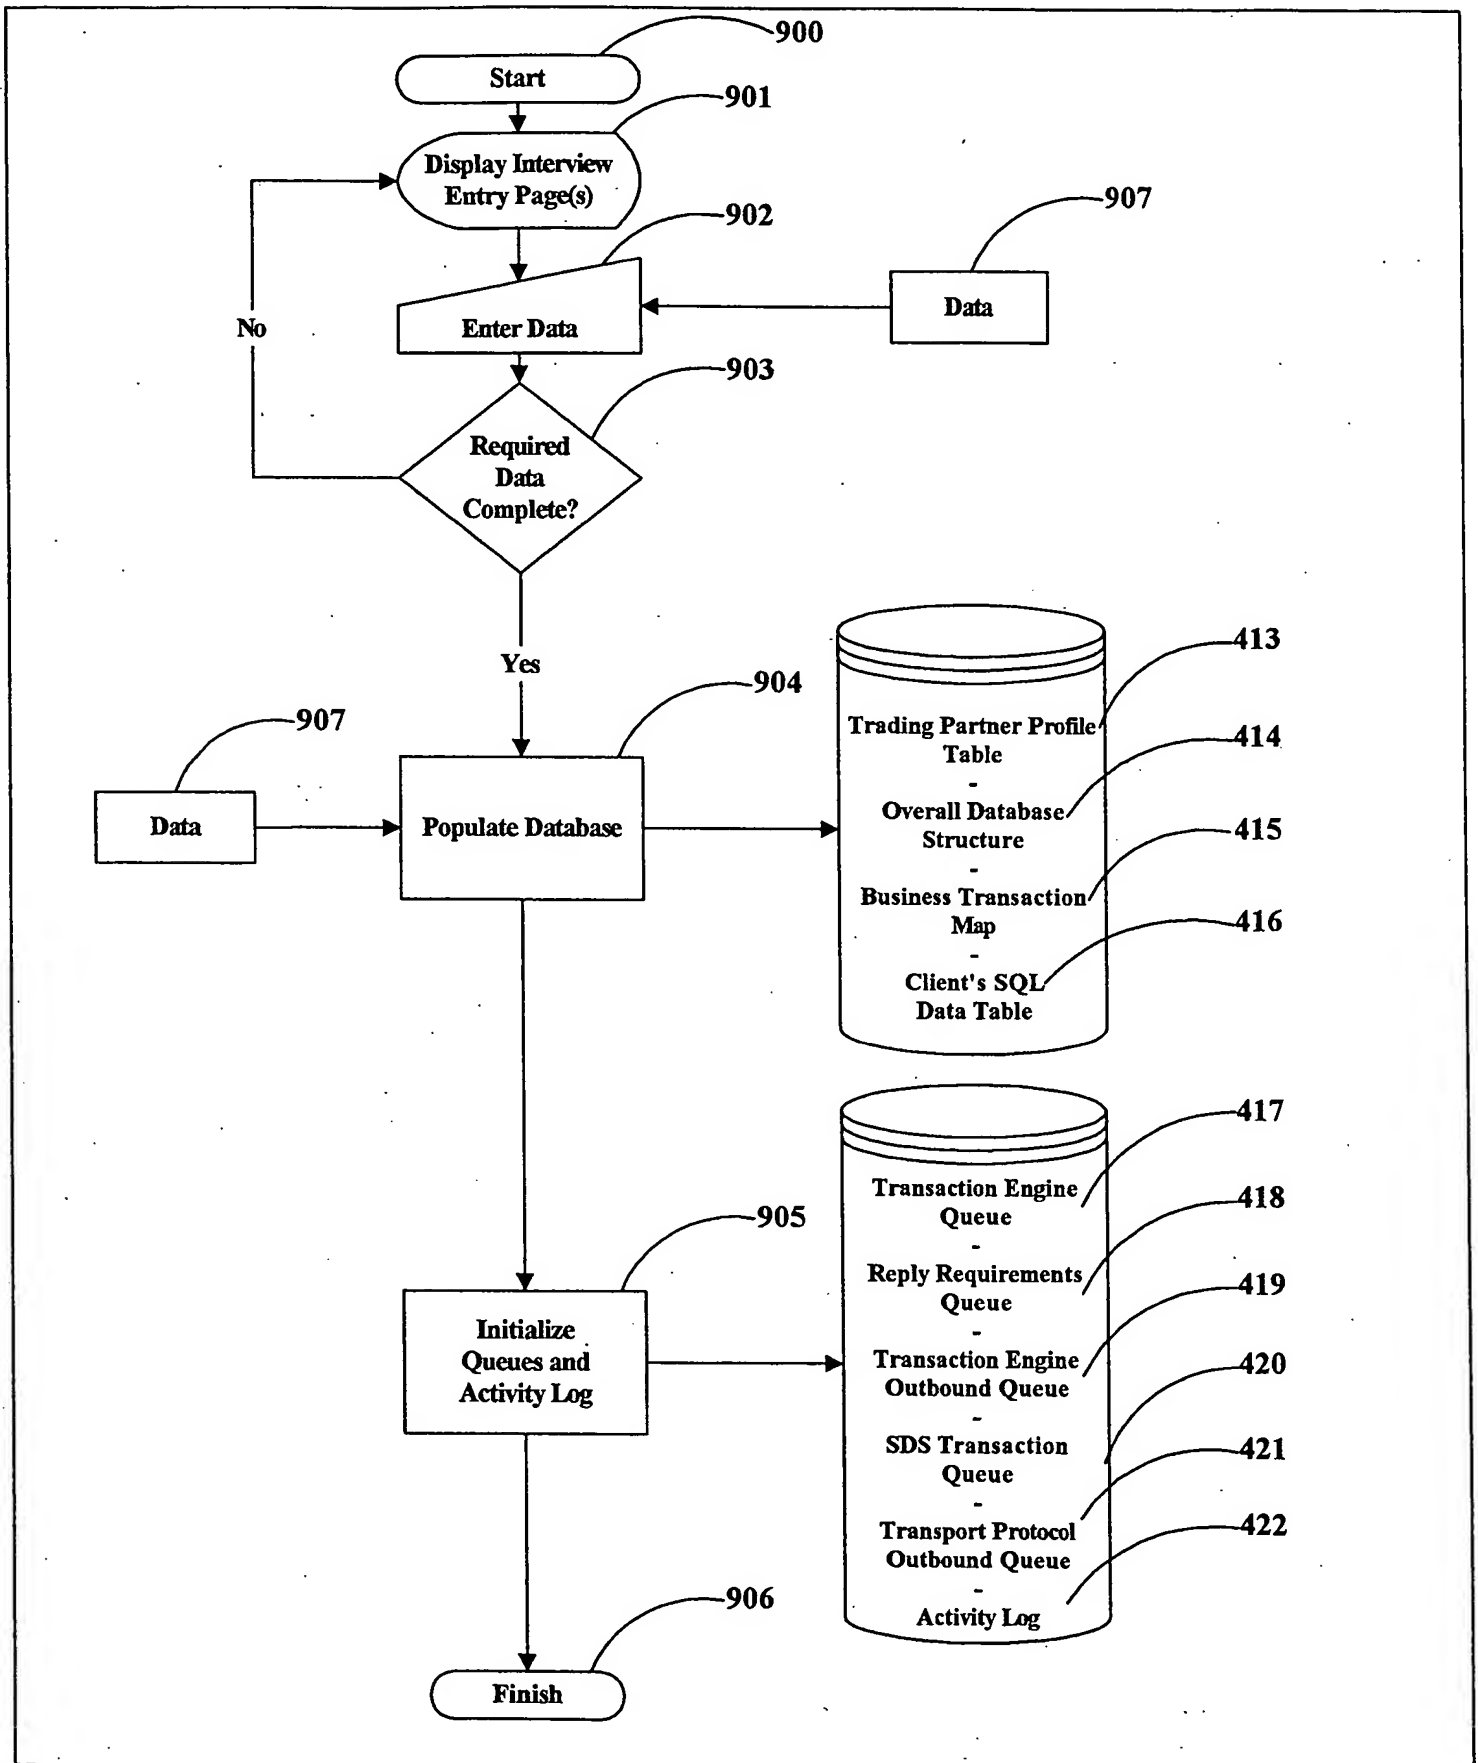 900
Start
901
Display Interview
Entry Page(s)
902
907
Data
Enter Data
No
903
Required
Data
Complete?
Yes
413
Trading Partner Profile
Table
-
414
Overall Database
Structure
-
415
Business Transaction
Map
-
416
Client's SQL
Data Table
904
907
Data
Populate Database
417
Transaction Engine
Queue
-
418
Reply Requirements
Queue
-
419
Transaction Engine
Outbound Queue
-
420
SDS Transaction
Queue
-
421
Transport Protocol
Outbound Queue
-
422
Activity Log
905
Initialize
Queues and
Activity Log
906
Finish